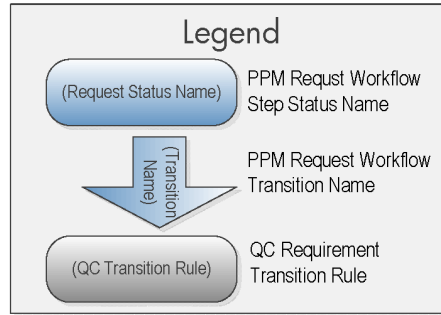 Legend
(Request Status Name)
PPM Requst Workflow
Step Status Name
(Transition
Name)
PPM Request Workflow
Transition Name
(QC Transition Rule)
QC Requirement
Transition Rule